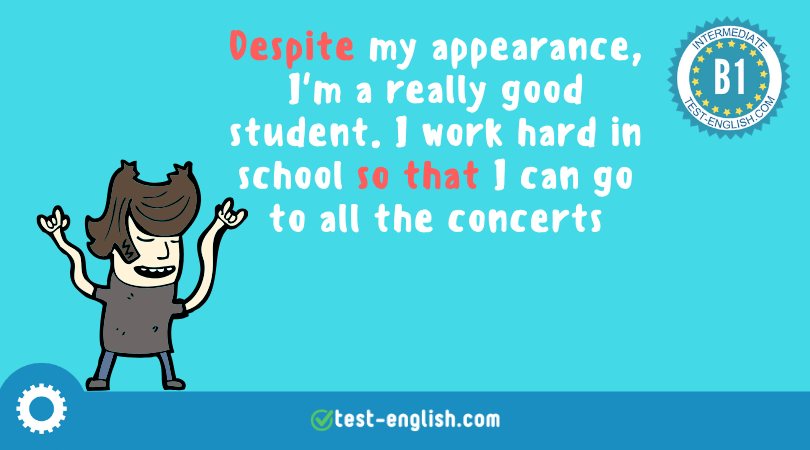 Despite my appearance,
I'm a really good
student. I work hard in
school so that I can go
to all the concerts
INTERMEDIATE
B1
TEST-ENGLISH.COM
test-english.com